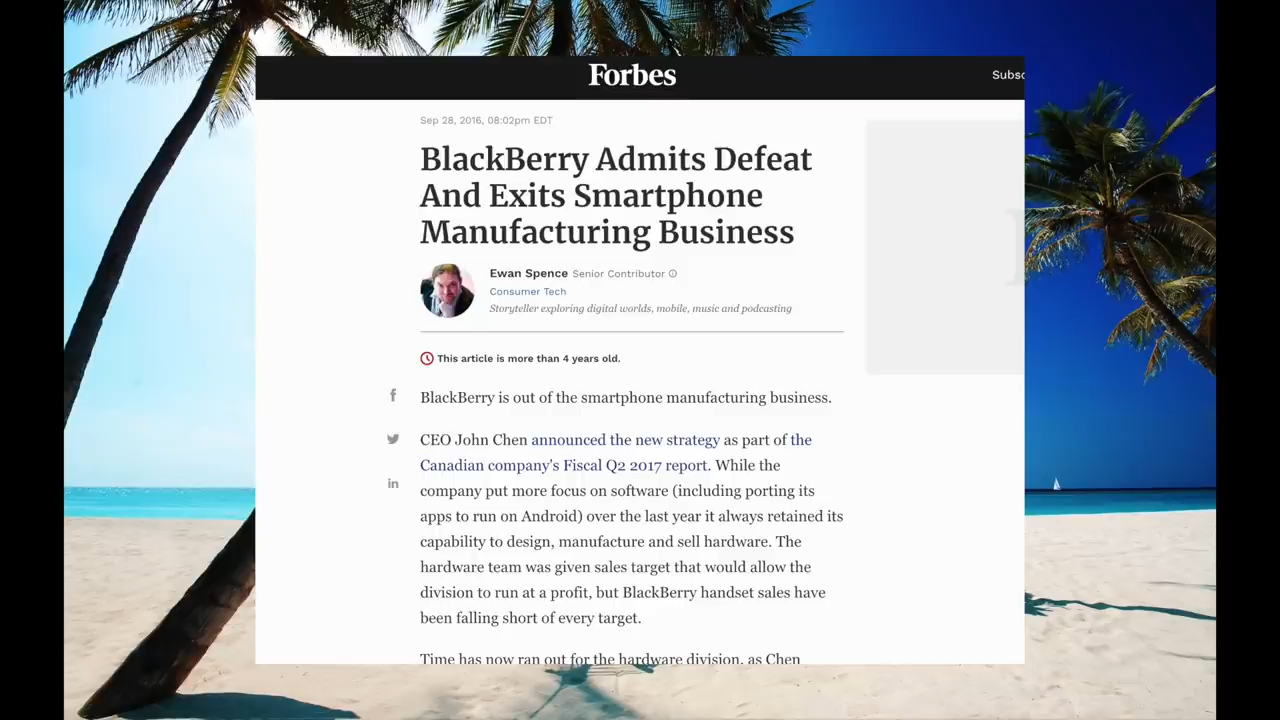 Forbes
Subsc
Sep 28, 2016, 08:02pm EDT
BlackBerry Admits Defeat
And Exits Smartphone
Manufacturing Business
Ewan Spence Senior Contributor
Consumer Tech
Storyteller exploring digital worlds, mobile, music and podcasting
This article is more than 4 years old.
BlackBerry is out of the smartphone manufacturing business.
CEO John Chen announced the new strategy as part of the
Canadian company's Fiscal Q2 2017 report. While the
company put more focus on software (including porting its
apps to run on Android) over the last year it always retained its
capability to design, manufacture and sell hardware. The
hardware team was given sales target that would allow the
division to run at a profit, but BlackBerry handset sales have
been falling short of every target.
Time has now ran out for the hardware division, as Chen